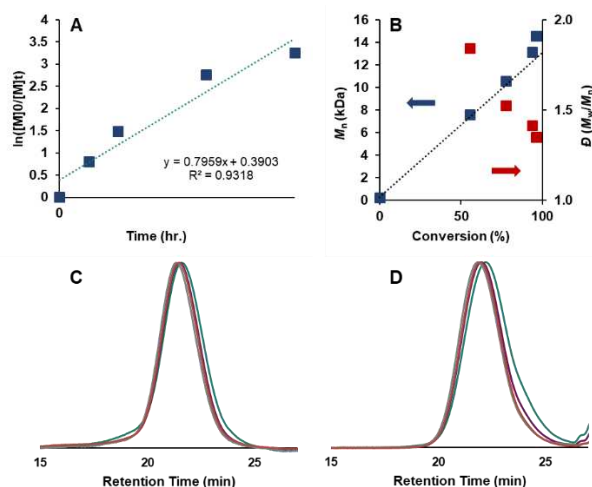 A
4
3.5
3
2.5
2
1.5
1
0.5
0
0
ln([M]0/[M]t)
y = 0.7959x + 0.3903
R² = 0.9318
Time (hr.)
B
16
14
12
10
8
6
4
2
0
Mn (kDa)
2.0
1.5
1.0
Đ (Mw/Mn)
0
50
100
Conversion (%)
C
15
20
25
Retention Time (min)
D
15
20
25
Retention Time (min)